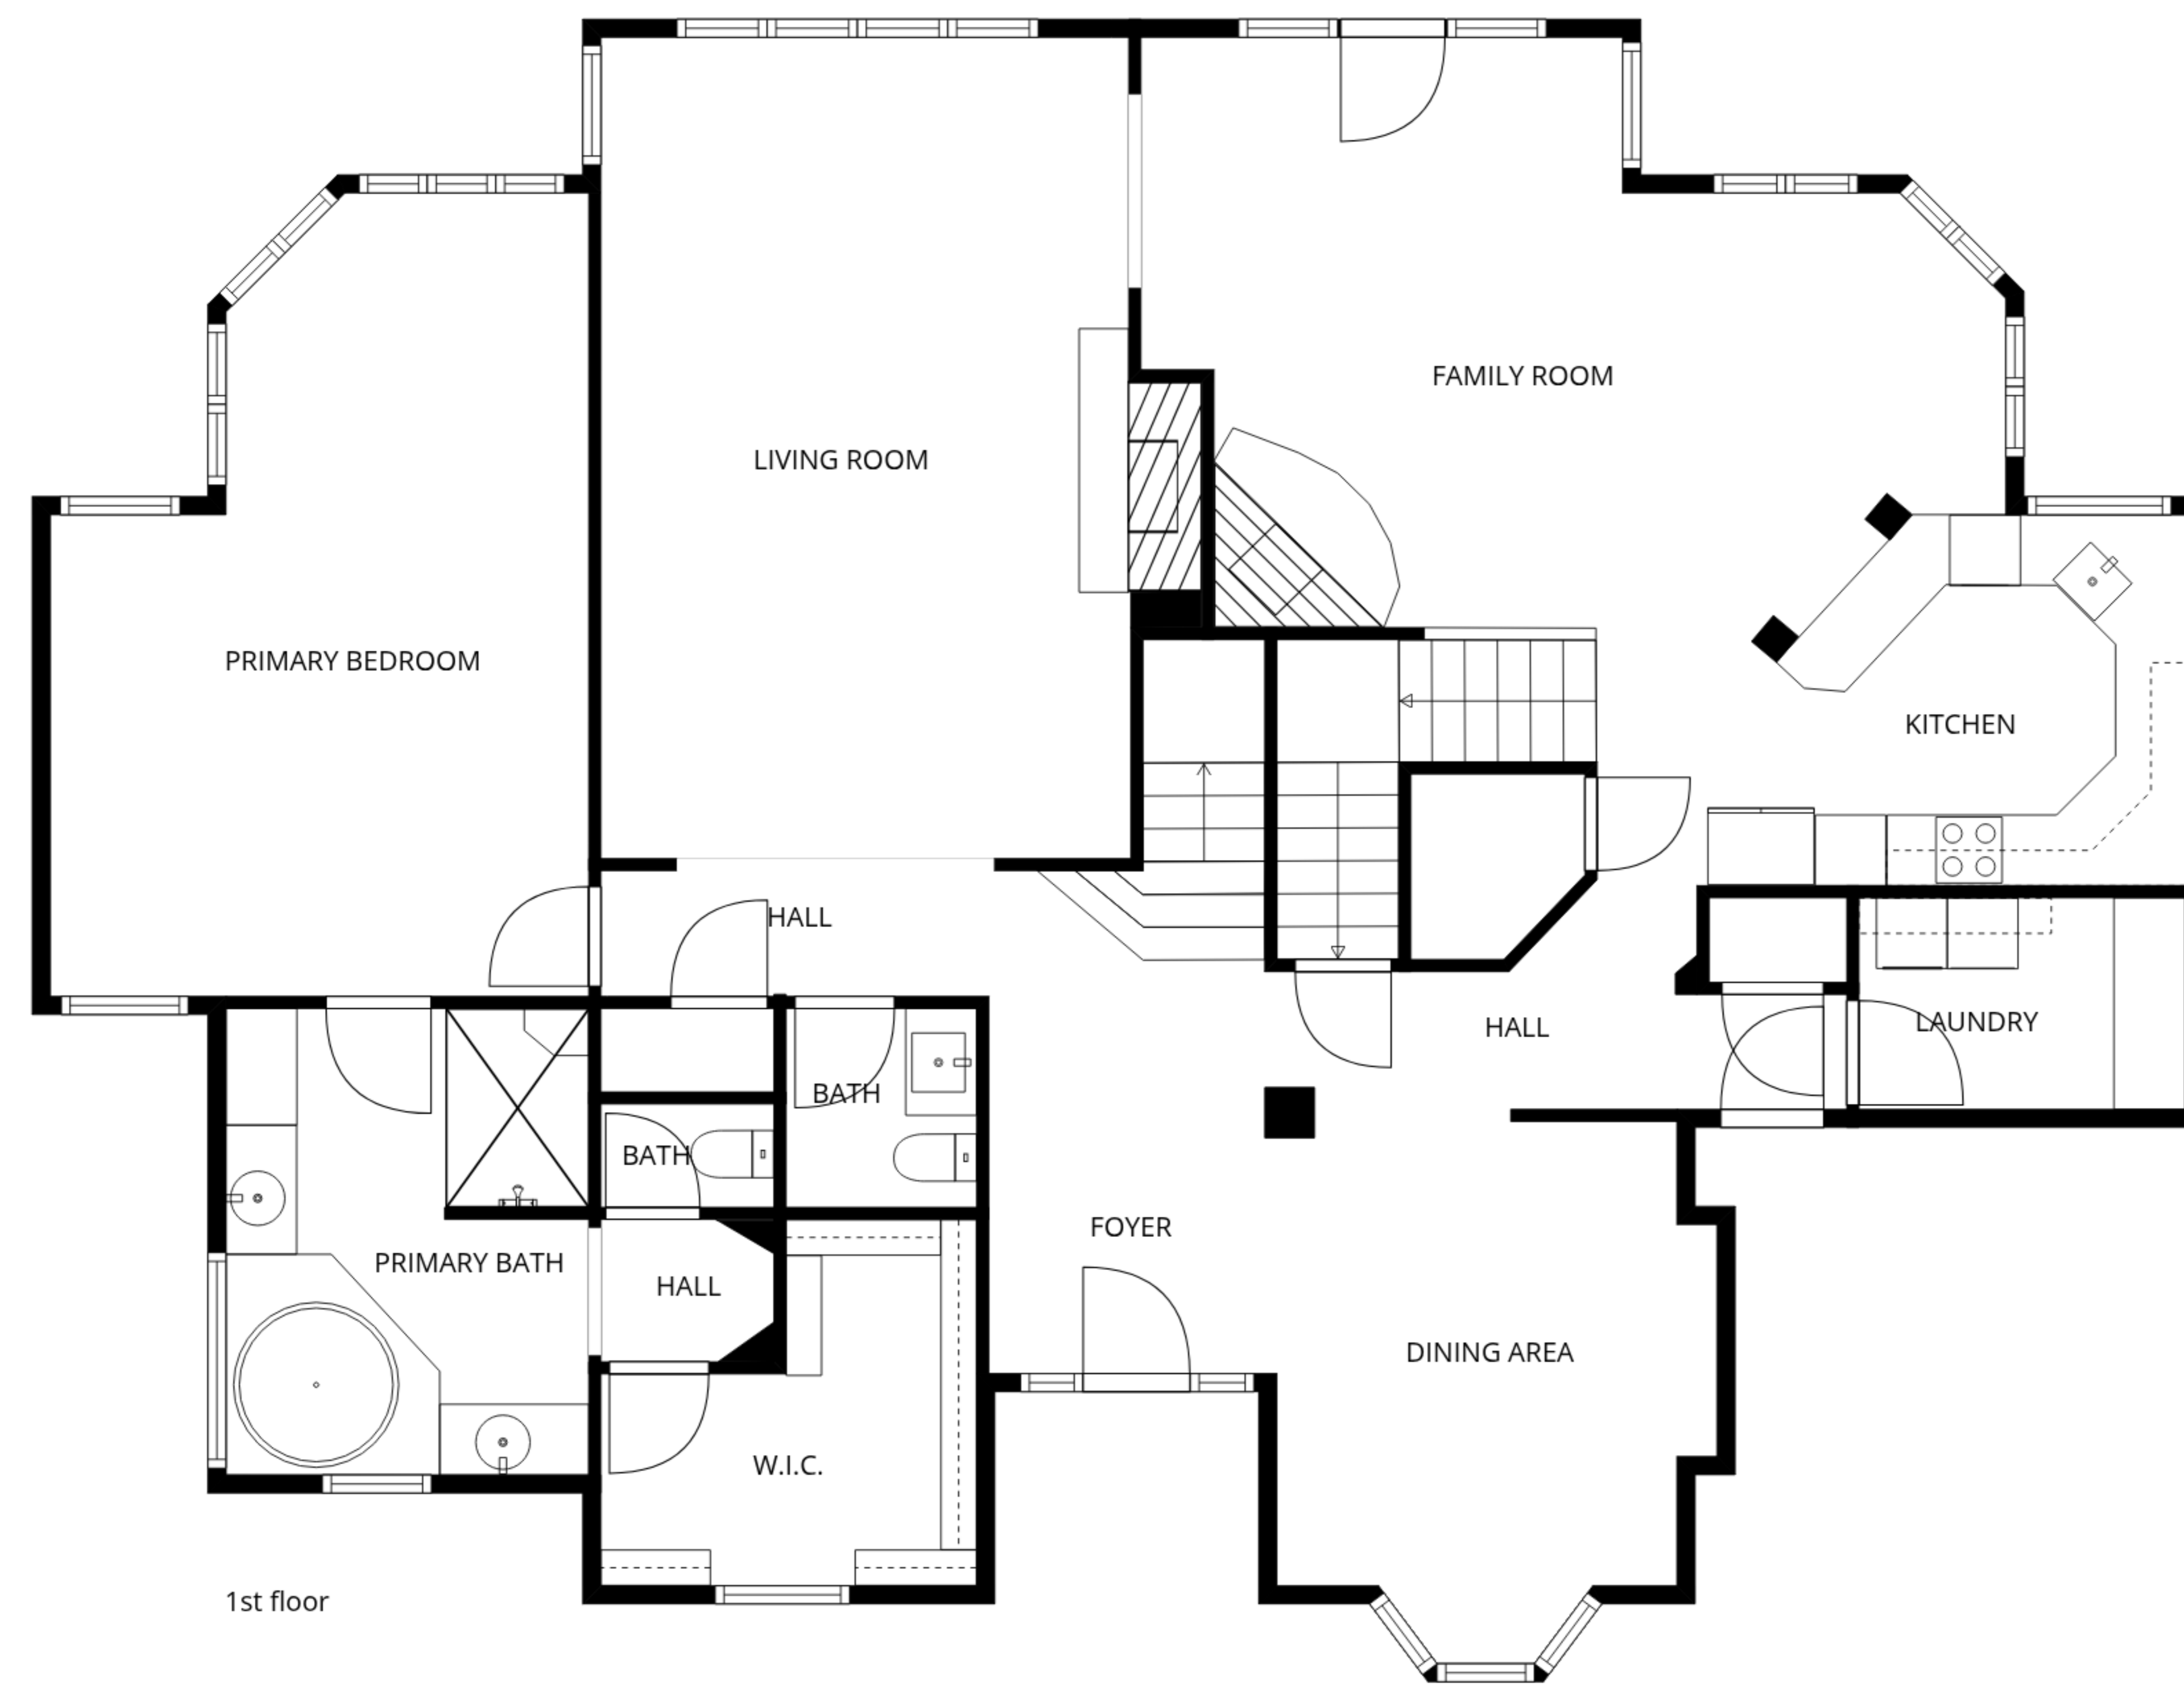 FAMILY ROOM
LIVING ROOM
PRIMARY BEDROOM
KITCHEN
HALL
LAUNDRY
HALL
BATH
BATH
FOYER
PRIMARY BATH
HALL
DINING AREA
W.I.C.
1st floor